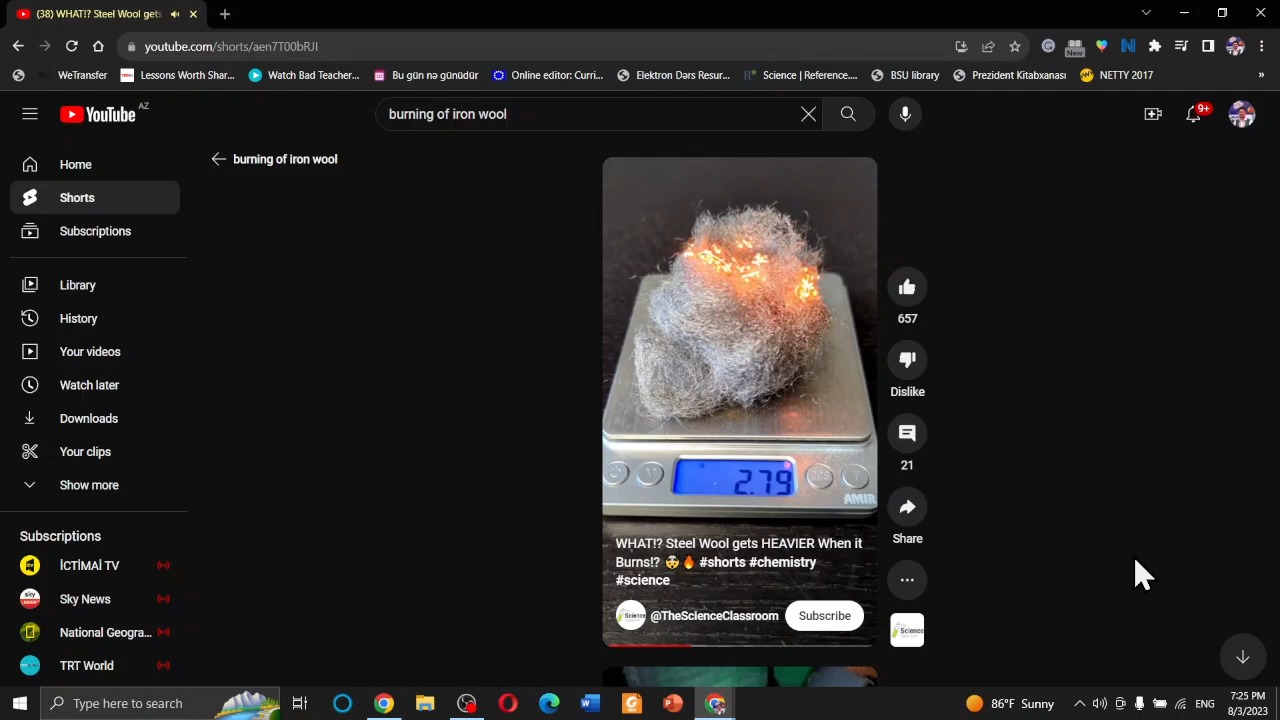 (38) WHAT!? Steel Wool gets
youtube.com/shorts/aen7T00bRJI
New
WeTransfer
Lessons Worth Shar...
Watch Bad Teacher...
Bu gün nə günüdür
Online editor Curri...
Elektron Dərs Resur...
Science | Reference....
BSU library
Prezident Kitabxanası
NETTY 2017
YouTube AZ
burning of iron wool
9+
Home
Shorts
Subscriptions
Library
History
Your videos
Watch later
Downloads
Your clips
Show more
Subscriptions
İCTİMAİ TV
Sky News
National Geogra...
TRT World
burning of iron wool
2.79
AMIR
WHAT!? Steel Wool gets HEAVIER When it
Burns!? 🤯🔥 #shorts #chemistry
#science
@TheScienceClassroom
Subscribe
657
Dislike
21
Share
Science
Type here to search
86°F Sunny
ENG
7:25 PM
8/3/2023